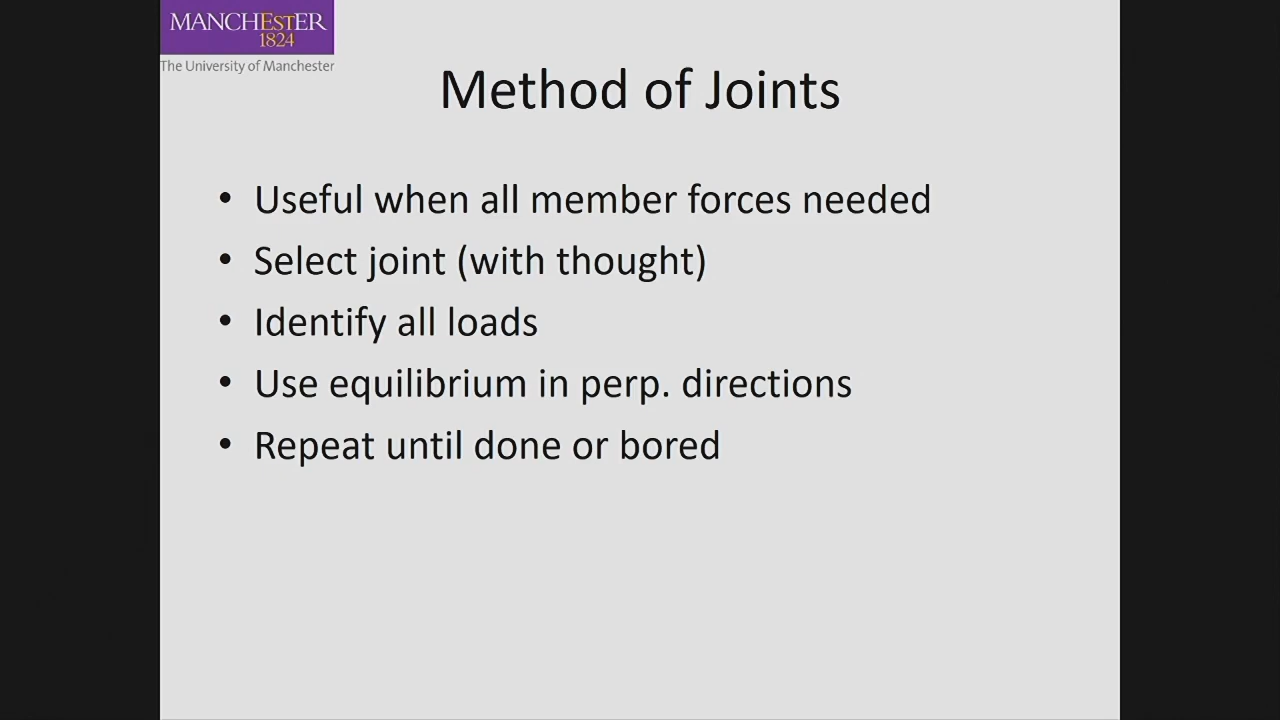 MANCHESTER
1824
The University of Manchester
Method of Joints
• Useful when all member forces needed
• Select joint (with thought)
• Identify all loads
• Use equilibrium in perp. directions
• Repeat until done or bored